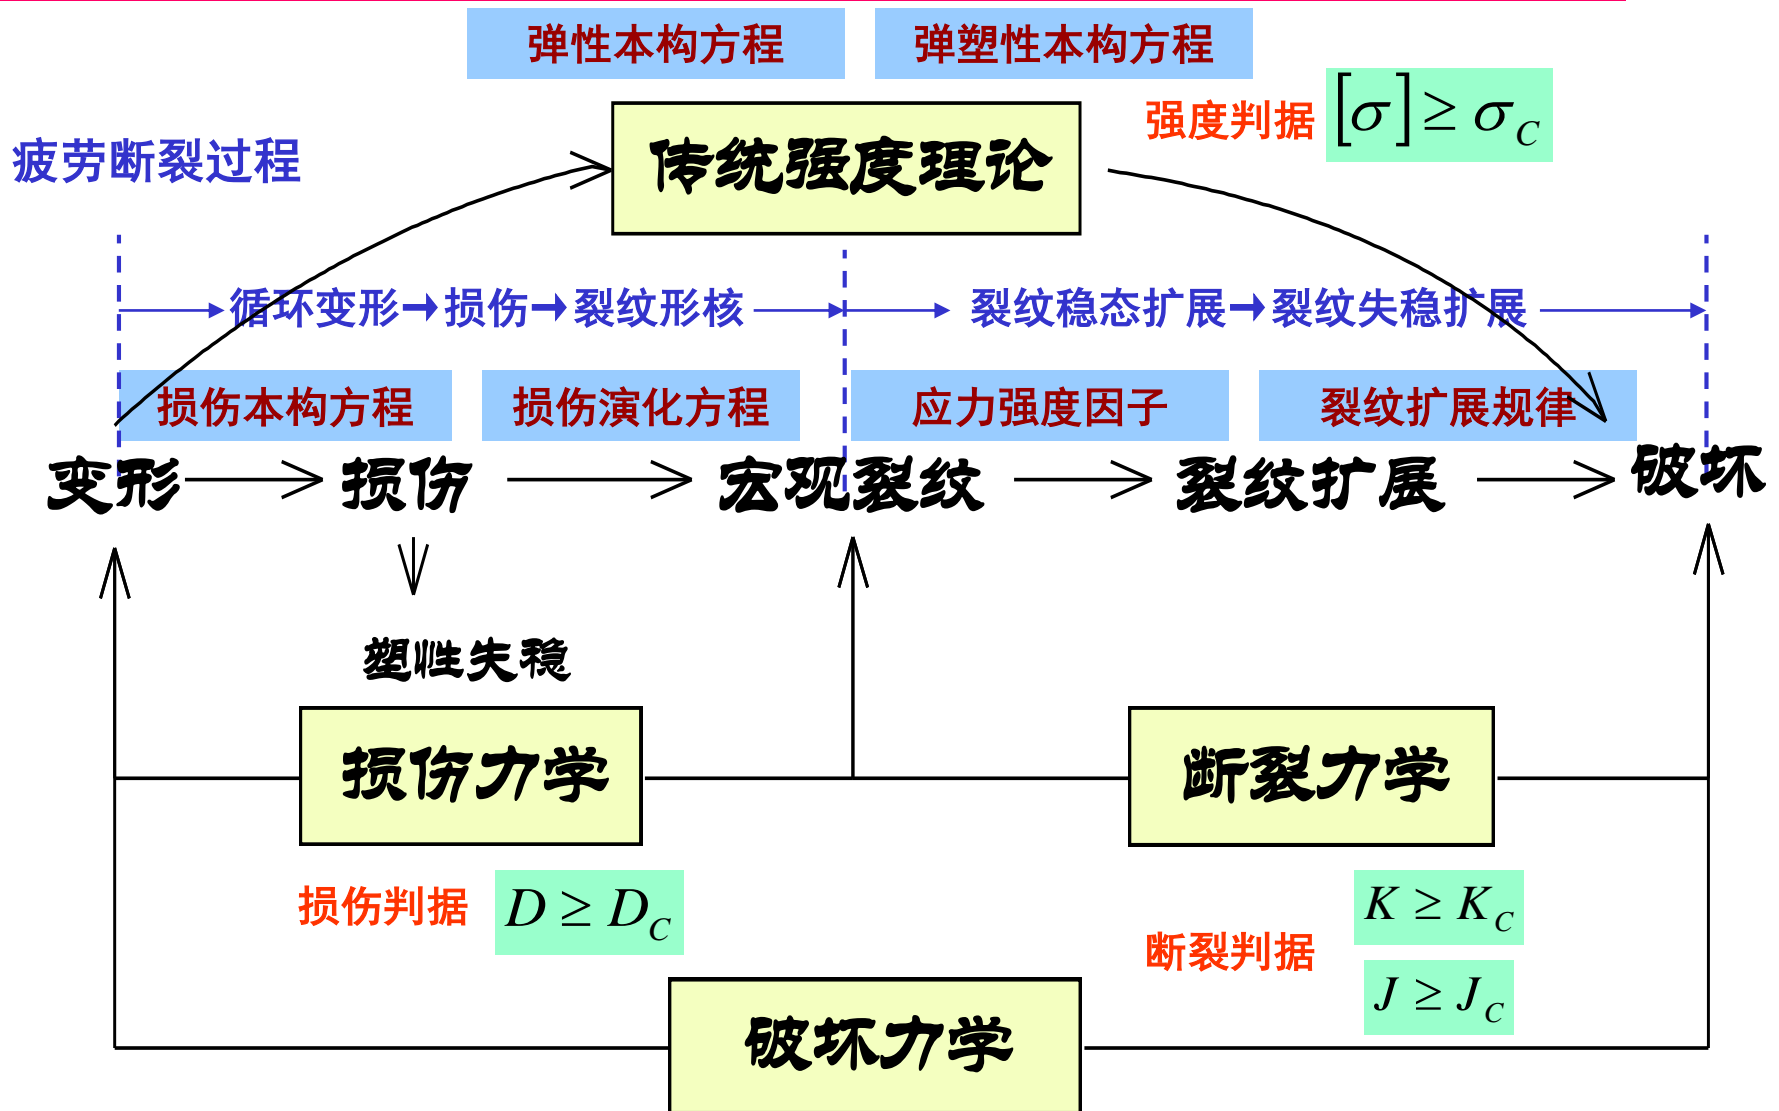 弹性本构方程 弹塑性本构方程
强度判据 [σ] ≥ σ_C
传统强度理论
疲劳断裂过程
循环变形→损伤→裂纹形核 裂纹稳态扩展→裂纹失稳扩展
损伤本构方程 损伤演化方程 应力强度因子 裂纹扩展规律
变形 损伤 宏观裂纹 裂纹扩展 破坏
塑性失稳
损伤力学 断裂力学
损伤判据 D ≥ D_C
K ≥ K_C
断裂判据
J ≥ J_C
破坏力学